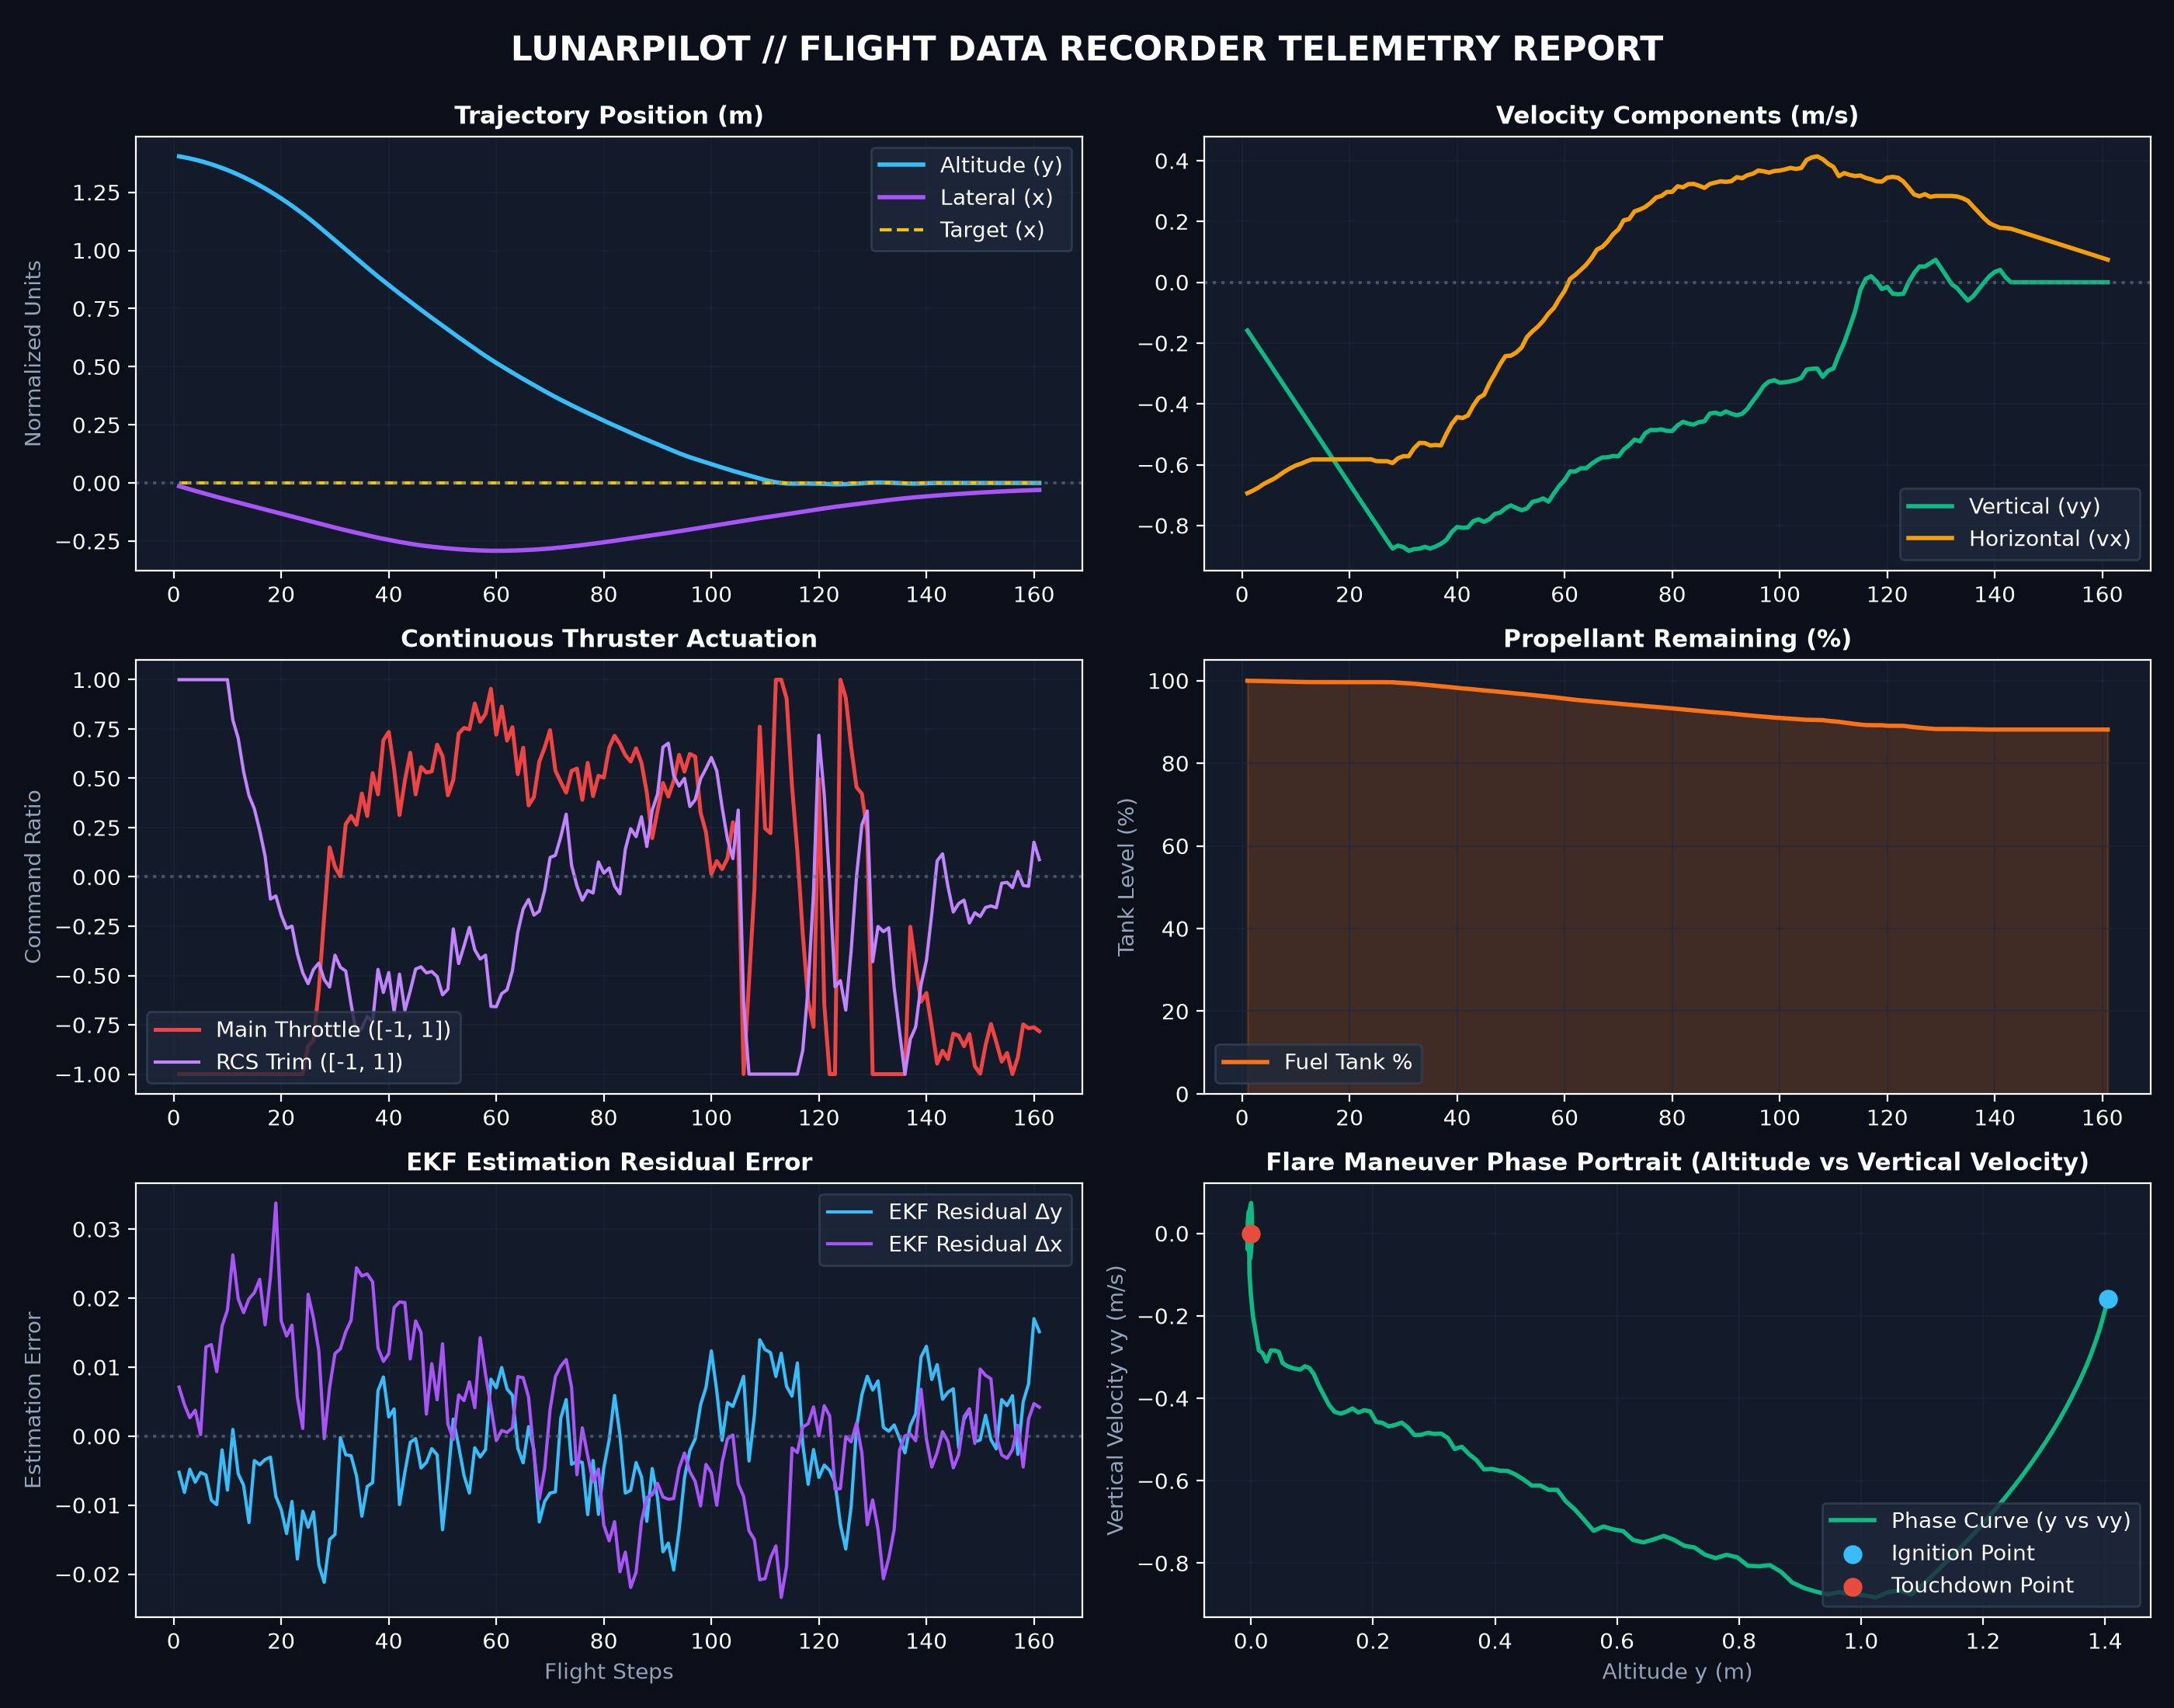 LUNARPILOT // FLIGHT DATA RECORDER TELEMETRY REPORT
Trajectory Position (m)
Normalized Units
1.25
1.00
0.75
0.50
0.25
0.00
−0.25
0 20 40 60 80 100 120 140 160
Altitude (y)
Lateral (x)
Target (x)
Velocity Components (m/s)
0.4
0.2
0.0
−0.2
−0.4
−0.6
−0.8
0 20 40 60 80 100 120 140 160
Vertical (vy)
Horizontal (vx)
Continuous Thruster Actuation
Command Ratio
1.00
0.75
0.50
0.25
0.00
−0.25
−0.50
−0.75
−1.00
0 20 40 60 80 100 120 140 160
Main Throttle ([-1, 1])
RCS Trim ([-1, 1])
Propellant Remaining (%)
Tank Level (%)
100
80
60
40
20
0
0 20 40 60 80 100 120 140 160
Fuel Tank %
EKF Estimation Residual Error
Estimation Error
0.03
0.02
0.01
0.00
−0.01
−0.02
0 20 40 60 80 100 120 140 160
Flight Steps
EKF Residual Δy
EKF Residual Δx
Flare Maneuver Phase Portrait (Altitude vs Vertical Velocity)
Vertical Velocity vy (m/s)
0.0
−0.2
−0.4
−0.6
−0.8
0.0 0.2 0.4 0.6 0.8 1.0 1.2 1.4
Altitude y (m)
Phase Curve (y vs vy)
Ignition Point
Touchdown Point